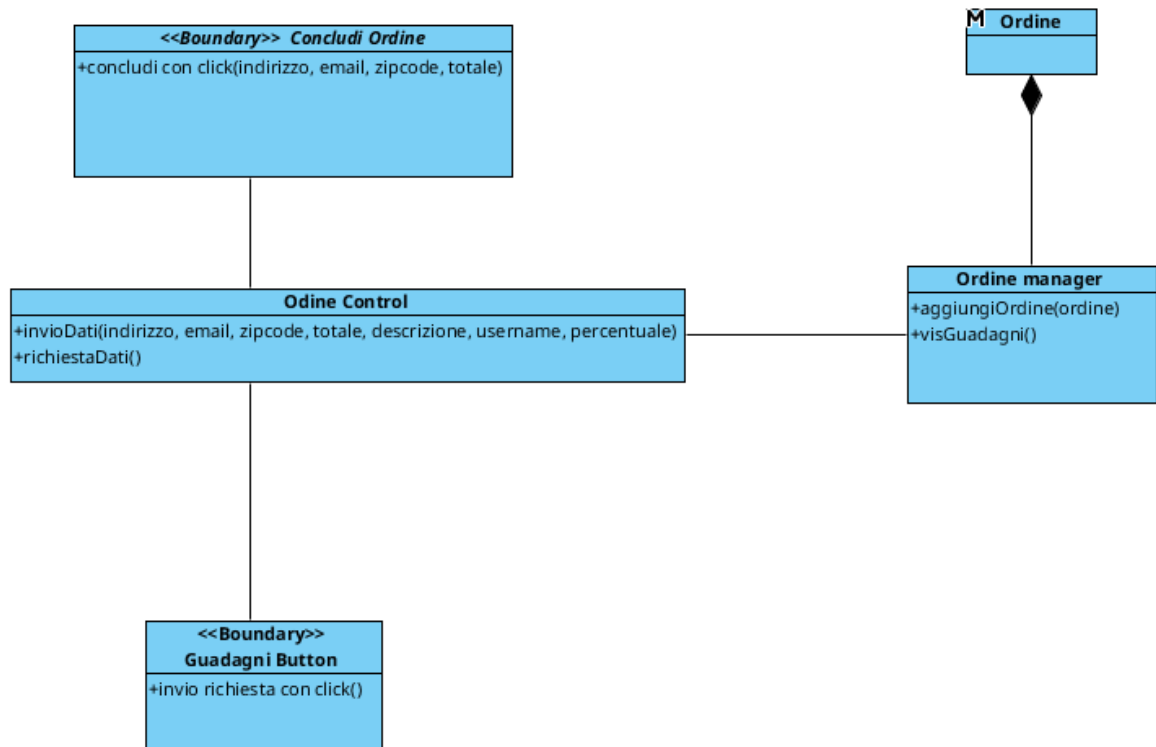 <<Boundary>> Concludi Ordine
+concludi con click(indirizzo, email, zipcode, totale)
M Ordine
Odine Control
+invioDati(indirizzo, email, zipcode, totale, descrizione, username, percentuale)
+richiestaDati()
Ordine manager
+aggiungiOrdine(ordine)
+visGuadagni()
<<Boundary>>
Guadagni Button
+invio richiesta con click()